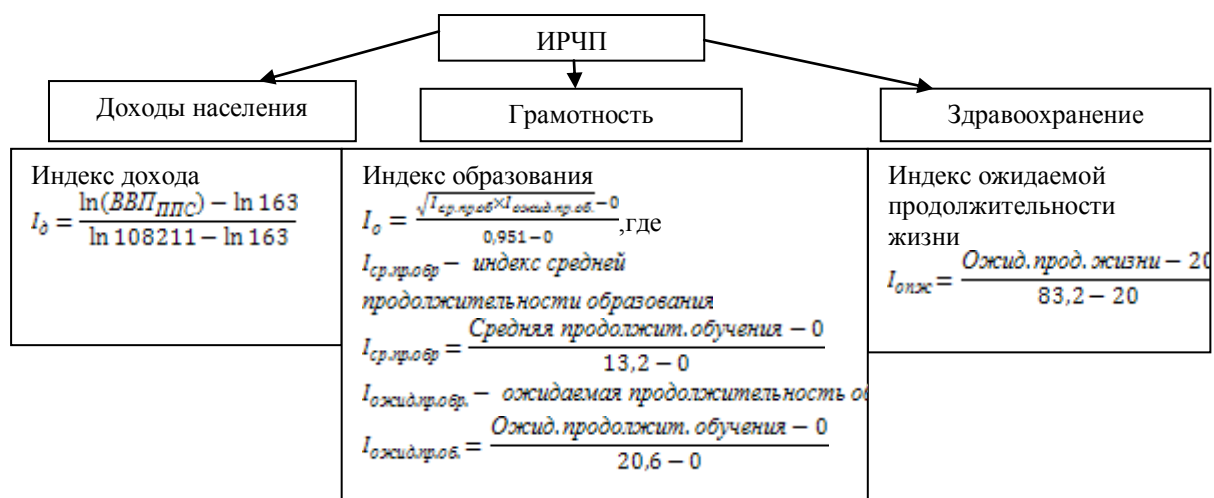 ИРЧП
Доходы населения
Грамотность
Здравоохранение
Индекс дохода
I_д = (ln(ВВП_ППС) − ln 163) / (ln 108211 − ln 163)
Индекс образования
I_о = (√(I_ср.пр.об × I_ожид.пр.об.) − 0) / (0,951 − 0) ,где
I_ср.пр.обр − индекс средней
продолжительности образования
I_ср.пр.обр = (Средняя продолжит. обучения − 0) / (13,2 − 0)
I_ожид.пр.обр. − ожидаемая продолжительность
I_ожид.пр.об. = (Ожид. продолжит. обучения − 0) / (20,6 − 0)
Индекс ожидаемой
продолжительности
жизни
I_опж = (Ожид. прод. жизни − 20) / (83,2 − 20)